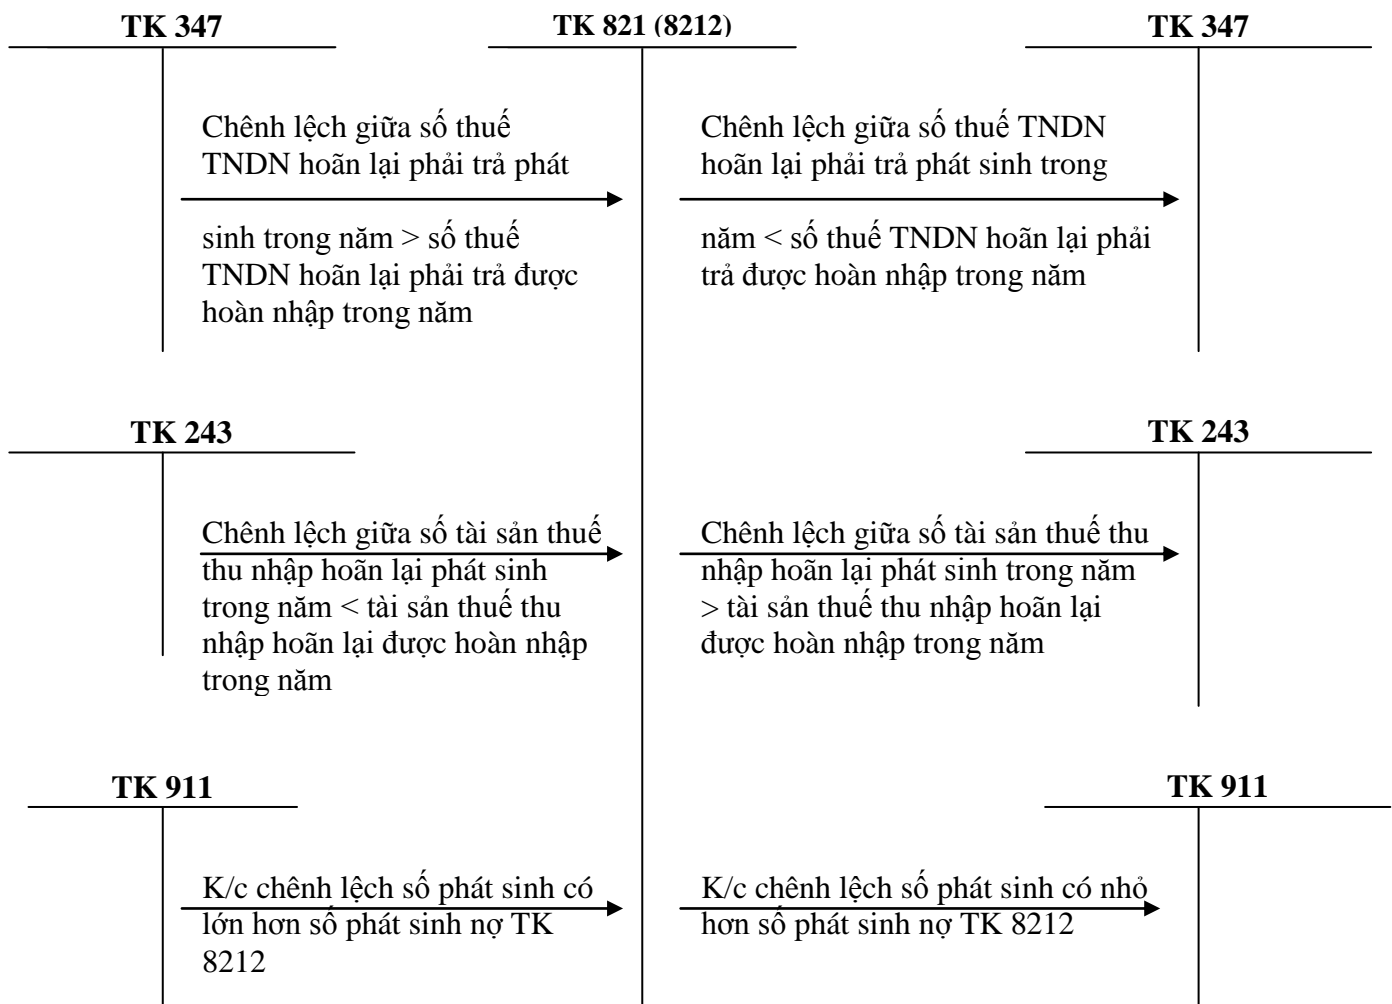 TK 347
TK 821 (8212)
TK 347
Chênh lệch giữa số thuế
TNDN hoãn lại phải trả phát
sinh trong năm > số thuế
TNDN hoãn lại phải trả được
hoàn nhập trong năm
Chênh lệch giữa số thuế TNDN
hoãn lại phải trả phát sinh trong
năm < số thuế TNDN hoãn lại phải
trả được hoàn nhập trong năm
TK 243
TK 243
Chênh lệch giữa số tài sản thuế
thu nhập hoãn lại phát sinh
trong năm < tài sản thuế thu
nhập hoãn lại được hoàn nhập
trong năm
Chênh lệch giữa số tài sản thuế thu
nhập hoãn lại phát sinh trong năm
> tài sản thuế thu nhập hoãn lại
được hoàn nhập trong năm
TK 911
TK 911
K/c chênh lệch số phát sinh có
lớn hơn số phát sinh nợ TK
8212
K/c chênh lệch số phát sinh có nhỏ
hơn số phát sinh nợ TK 8212